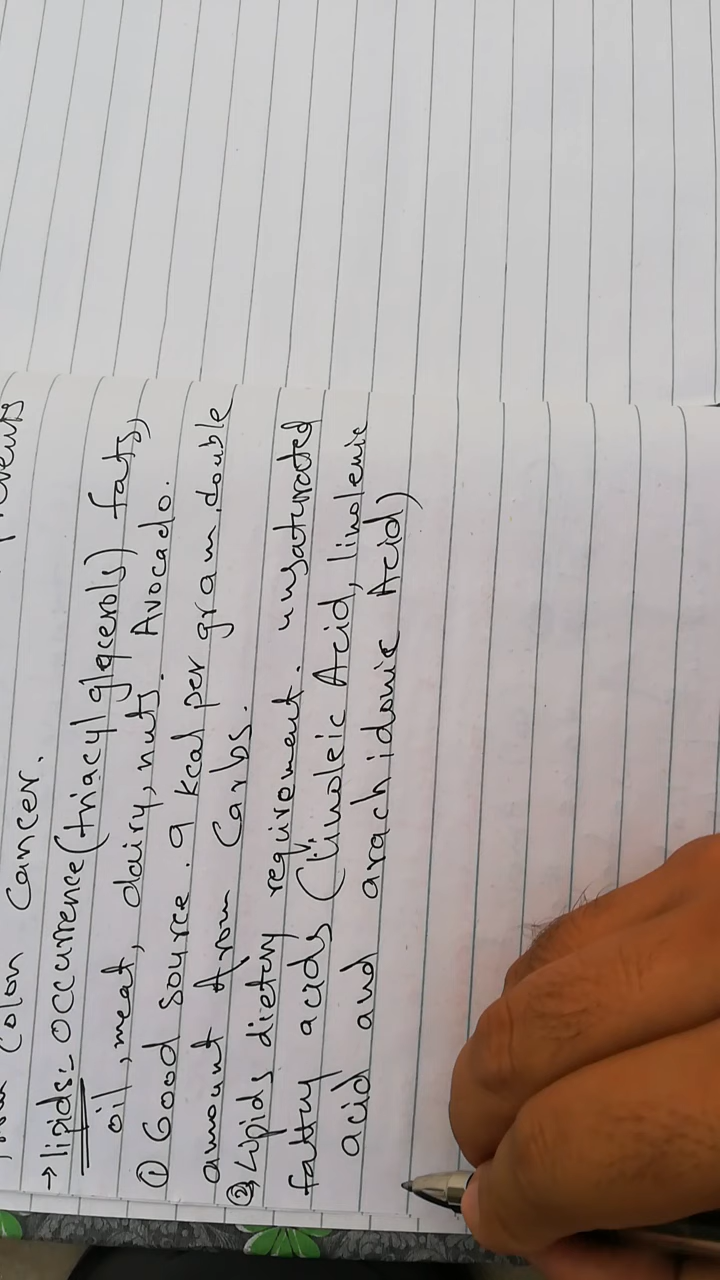 Colon Cancer.
→ lipids:- Occurrence (triacylglycerols) fats,
oil, meat, dairy, nuts. Avocado.
① Good source. 9 kcal per gram, double
amount from Carbs.
② Lipids dietary requirement. unsaturated
fatty acids (linoleic Acid, linolenic
acid and arachidonic Acid)